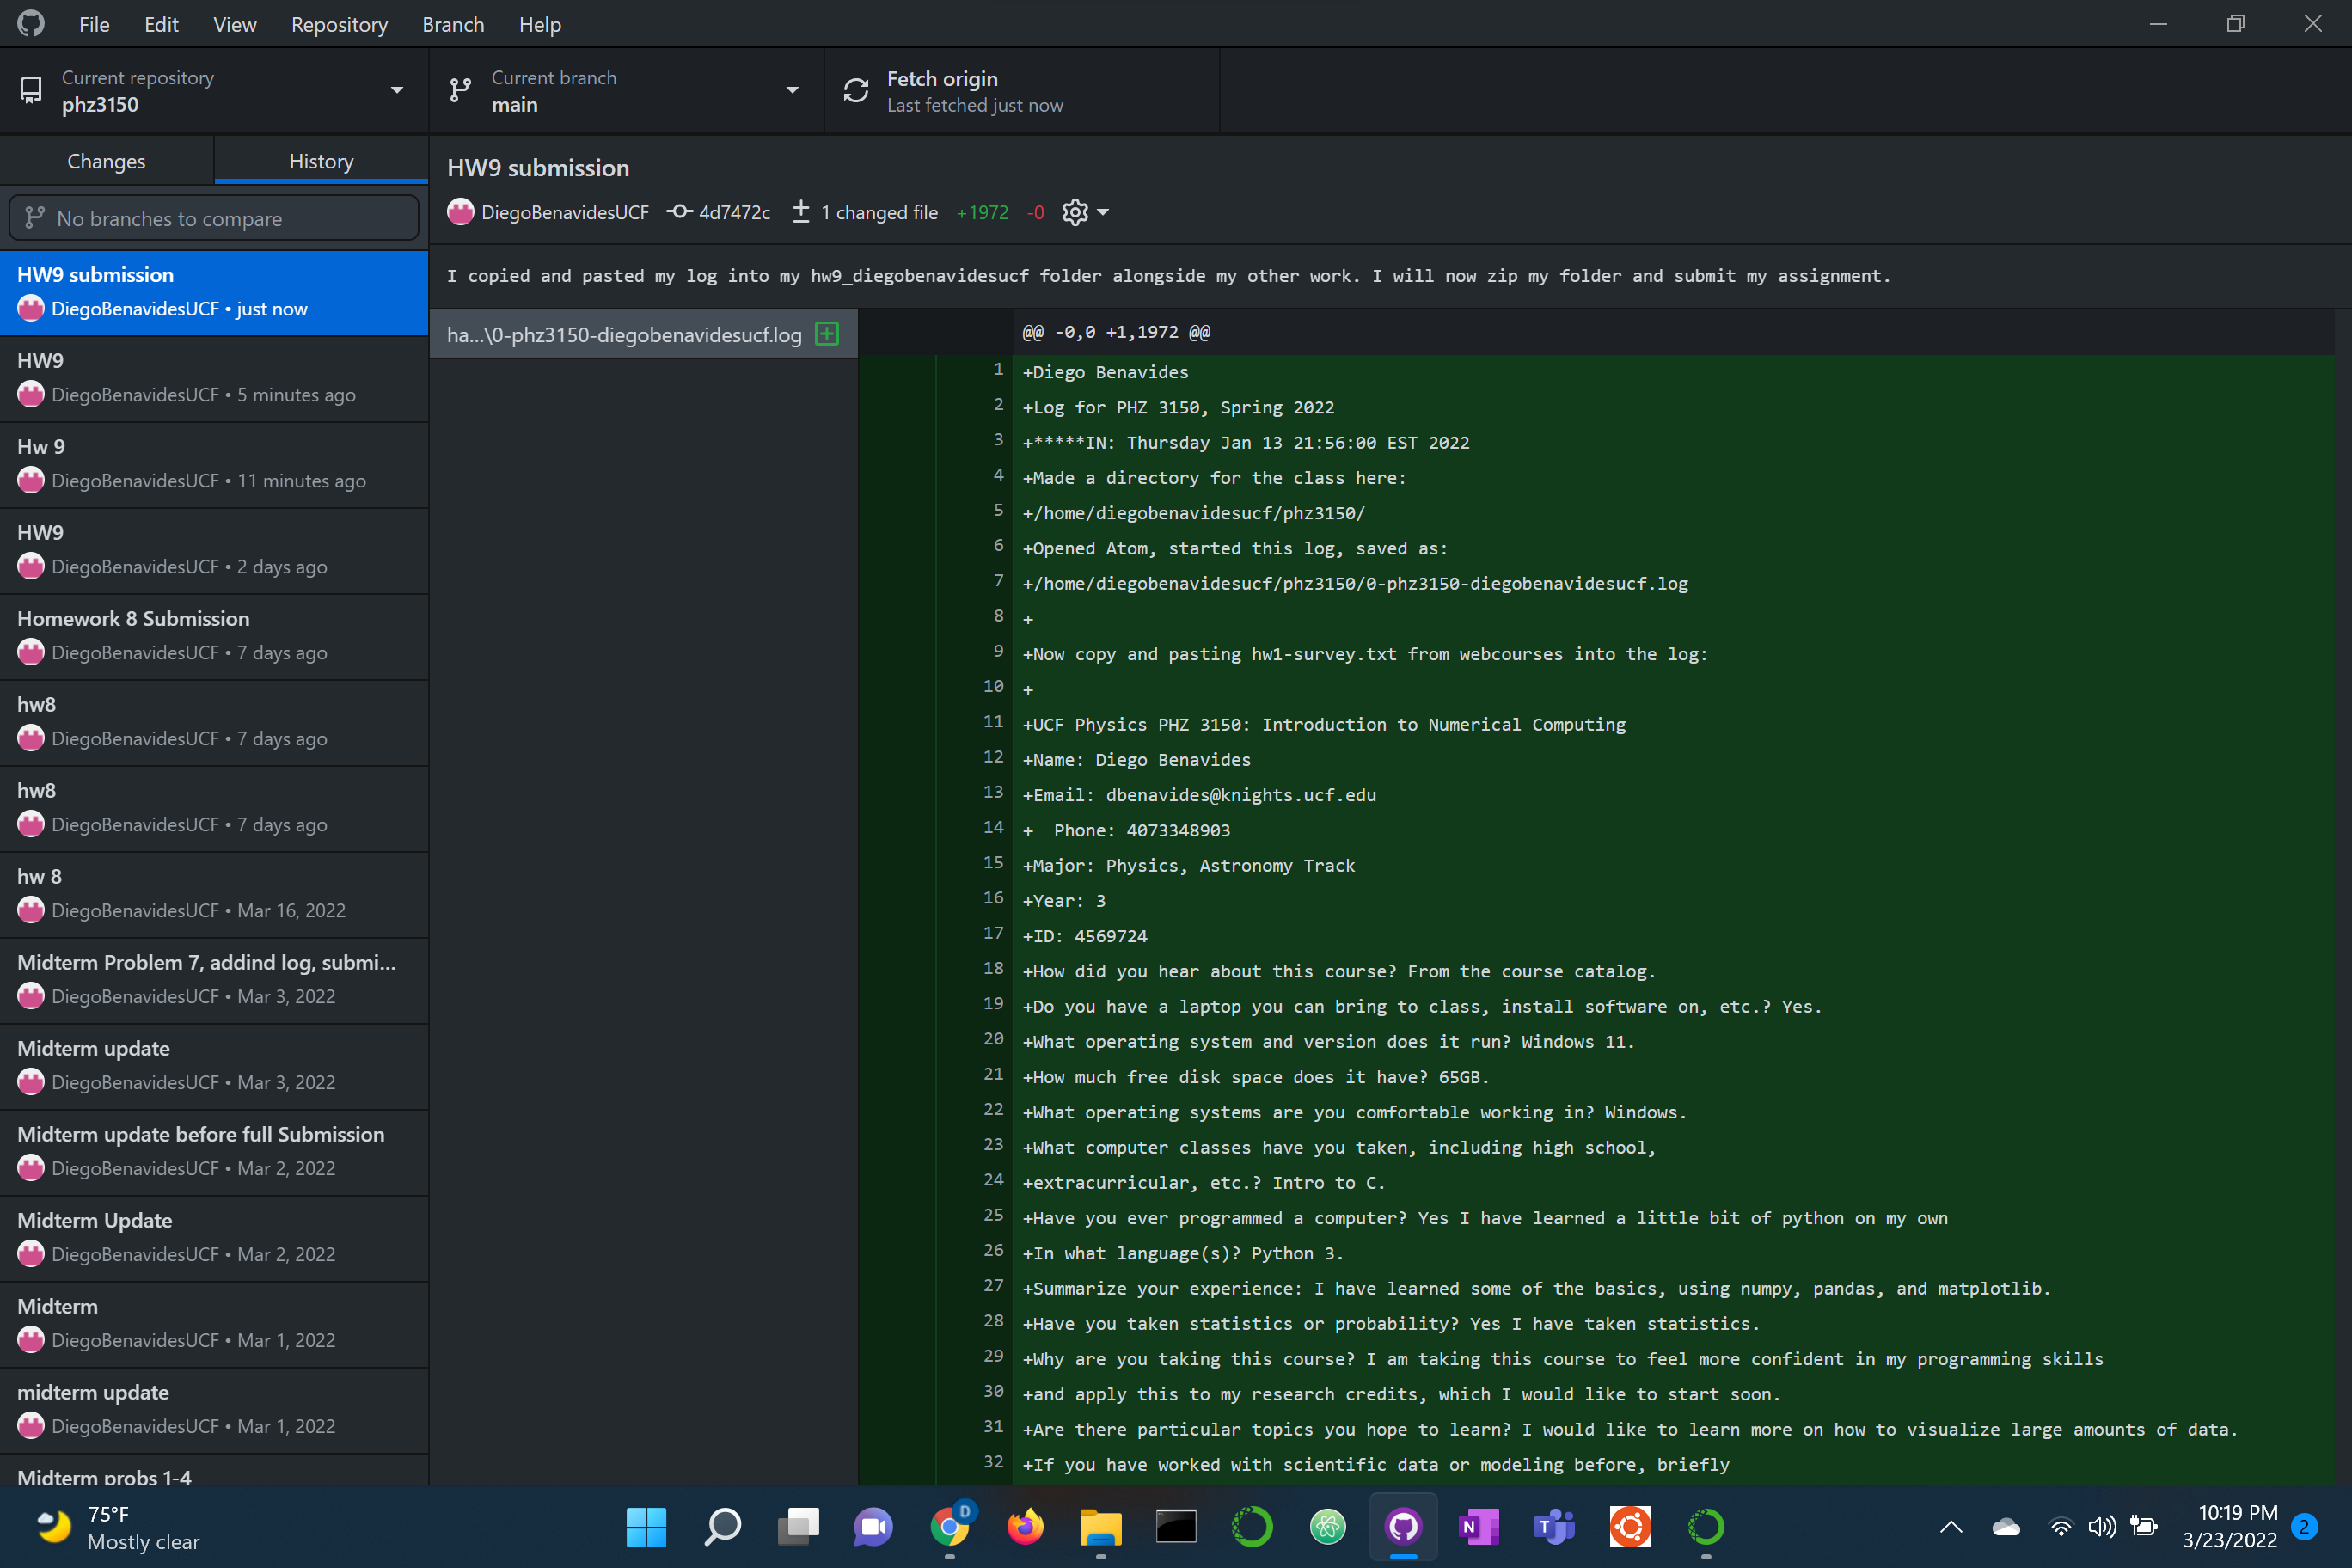 File Edit View Repository Branch Help
Current repository
phz3150
Current branch
main
Fetch origin
Last fetched just now
Changes
History
No branches to compare
HW9 submission
DiegoBenavidesUCF • just now
HW9
DiegoBenavidesUCF • 5 minutes ago
Hw 9
DiegoBenavidesUCF • 11 minutes ago
HW9
DiegoBenavidesUCF • 2 days ago
Homework 8 Submission
DiegoBenavidesUCF • 7 days ago
hw8
DiegoBenavidesUCF • 7 days ago
hw8
DiegoBenavidesUCF • 7 days ago
hw 8
DiegoBenavidesUCF • Mar 16, 2022
Midterm Problem 7, addind log, submi...
DiegoBenavidesUCF • Mar 3, 2022
Midterm update
DiegoBenavidesUCF • Mar 3, 2022
Midterm update before full Submission
DiegoBenavidesUCF • Mar 2, 2022
Midterm Update
DiegoBenavidesUCF • Mar 2, 2022
Midterm
DiegoBenavidesUCF • Mar 1, 2022
midterm update
DiegoBenavidesUCF • Mar 1, 2022
Midterm probs 1-4
HW9 submission
DiegoBenavidesUCF 4d7472c 1 changed file +1972 -0
I copied and pasted my log into my hw9_diegobenavidesucf folder alongside my other work. I will now zip my folder and submit my assignment.
ha...\0-phz3150-diegobenavidesucf.log
@@ -0,0 +1,1972 @@
1 +Diego Benavides
2 +Log for PHZ 3150, Spring 2022
3 +*****IN: Thursday Jan 13 21:56:00 EST 2022
4 +Made a directory for the class here:
5 +/home/diegobenavidesucf/phz3150/
6 +Opened Atom, started this log, saved as:
7 +/home/diegobenavidesucf/phz3150/0-phz3150-diegobenavidesucf.log
8 +
9 +Now copy and pasting hw1-survey.txt from webcourses into the log:
10 +
11 +UCF Physics PHZ 3150: Introduction to Numerical Computing
12 +Name: Diego Benavides
13 +Email: dbenavides@knights.ucf.edu
14 +  Phone: 4073348903
15 +Major: Physics, Astronomy Track
16 +Year: 3
17 +ID: 4569724
18 +How did you hear about this course? From the course catalog.
19 +Do you have a laptop you can bring to class, install software on, etc.? Yes.
20 +What operating system and version does it run? Windows 11.
21 +How much free disk space does it have? 65GB.
22 +What operating systems are you comfortable working in? Windows.
23 +What computer classes have you taken, including high school,
24 +extracurricular, etc.? Intro to C.
25 +Have you ever programmed a computer? Yes I have learned a little bit of python on my own
26 +In what language(s)? Python 3.
27 +Summarize your experience: I have learned some of the basics, using numpy, pandas, and matplotlib.
28 +Have you taken statistics or probability? Yes I have taken statistics.
29 +Why are you taking this course? I am taking this course to feel more confident in my programming skills
30 +and apply this to my research credits, which I would like to start soon.
31 +Are there particular topics you hope to learn? I would like to learn more on how to visualize large amounts of data.
32 +If you have worked with scientific data or modeling before, briefly
75°F
Mostly clear
D
N
T
10:19 PM
3/23/2022
2